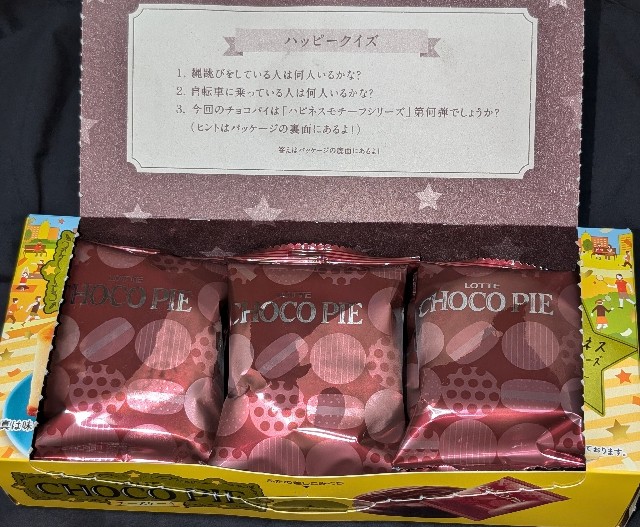 ハッピークイズ
1. 縄跳びをしている人は何人いるかな?
2. 自転車に乗っている人は何人いるかな?
3. 今回のチョコパイは「ハピネスモチーフシリーズ」第何弾でしょうか?
(ヒントはパッケージの裏面にあるよ!)
答えはパッケージの底面にあるよ!
LOTTE
CHOCO PIE
LOTTE
CHOCO PIE
LOTTE
CHOCO PIE
ております。
CHOCO PIE